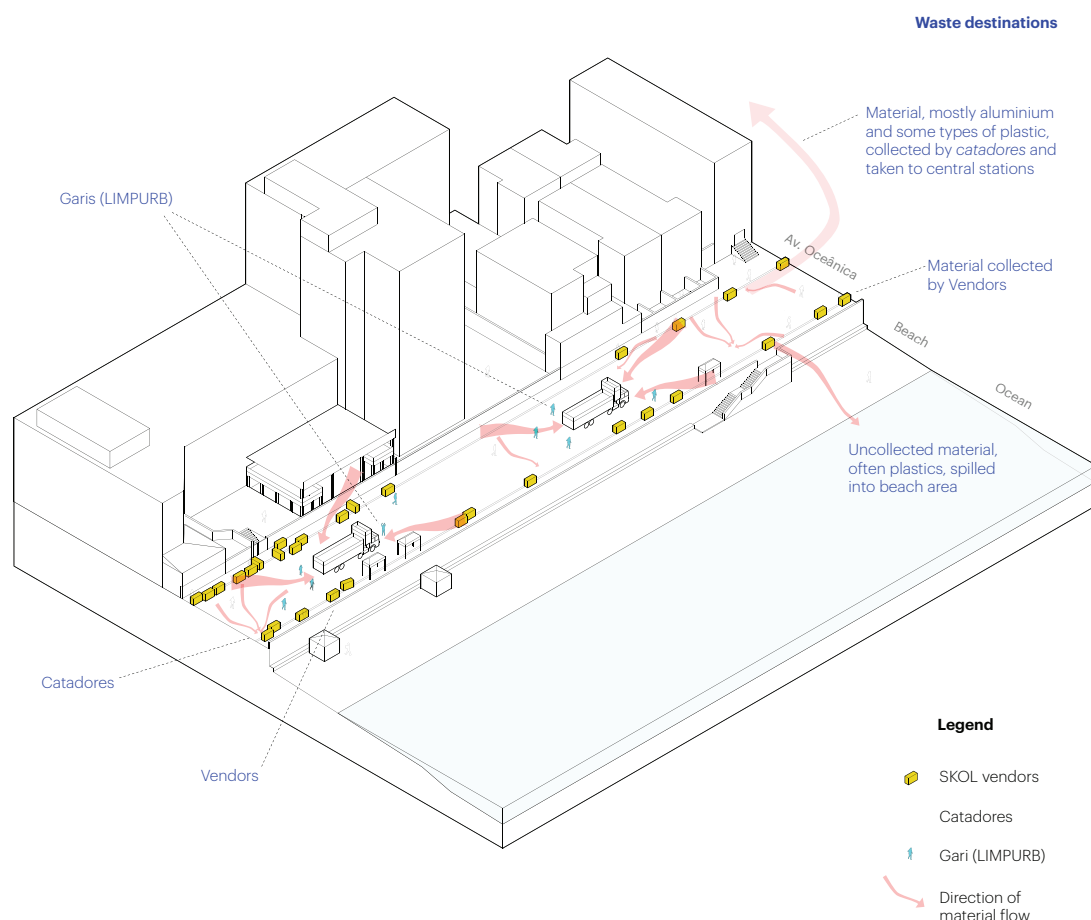 Waste destinations
Material, mostly aluminium
and some types of plastic,
collected by catadores and
taken to central stations
Garis (LIMPURB)
Av. Oceânica
Material collected
by Vendors
Beach
Ocean
Uncollected material,
often plastics, spilled
into beach area
Catadores
Vendors
Legend
SKOL vendors
Catadores
Gari (LIMPURB)
Direction of
material flow